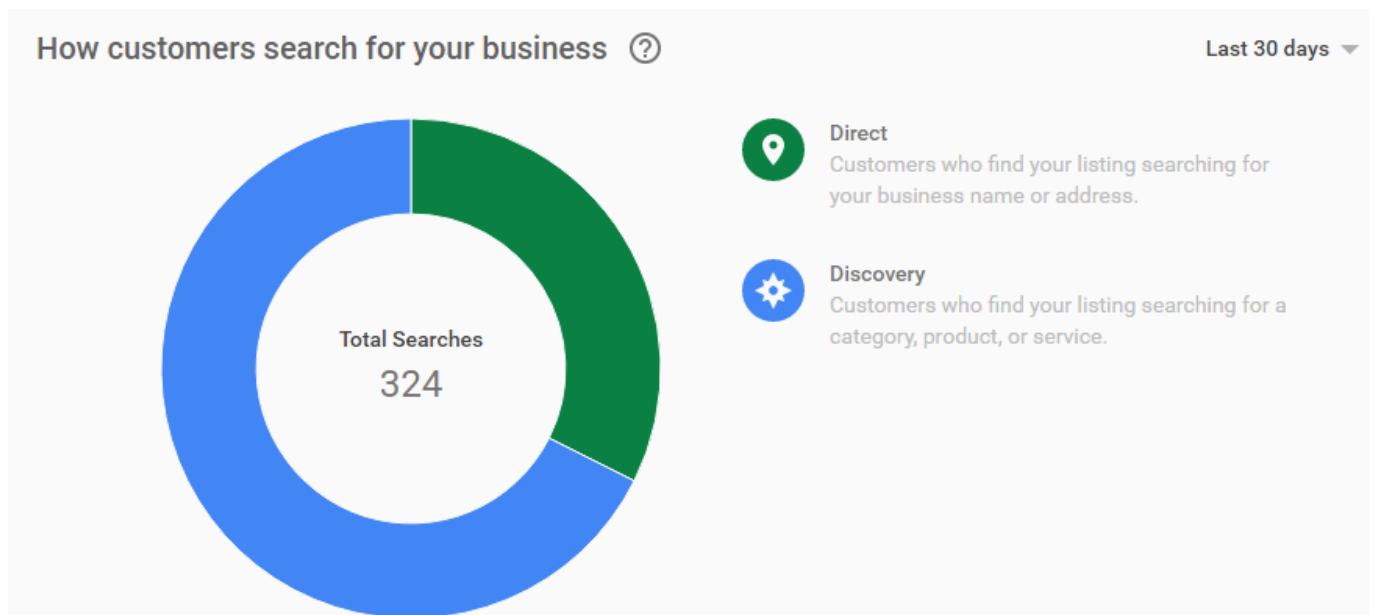 How customers search for your business
Last 30 days
Total Searches
324
Direct
Customers who find your listing searching for
your business name or address.
Discovery
Customers who find your listing searching for a
category, product, or service.